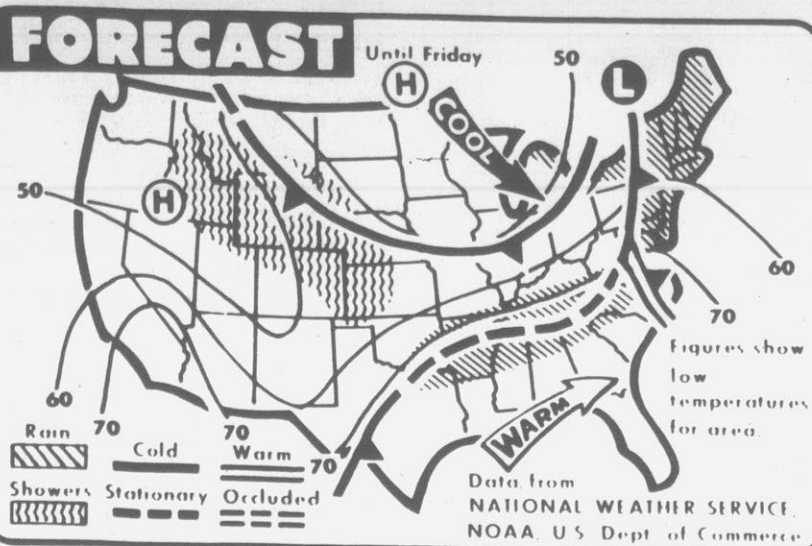 FORECAST
Until Friday
H
COOL
50
L
50
H
60
70
60
70
70
70
WARM
Figures show
low
temperatures
for area.
Rain
Cold
Warm
Showers
Stationary
Occluded
Data from
NATIONAL WEATHER SERVICE,
NOAA, U S Dept of Commerce